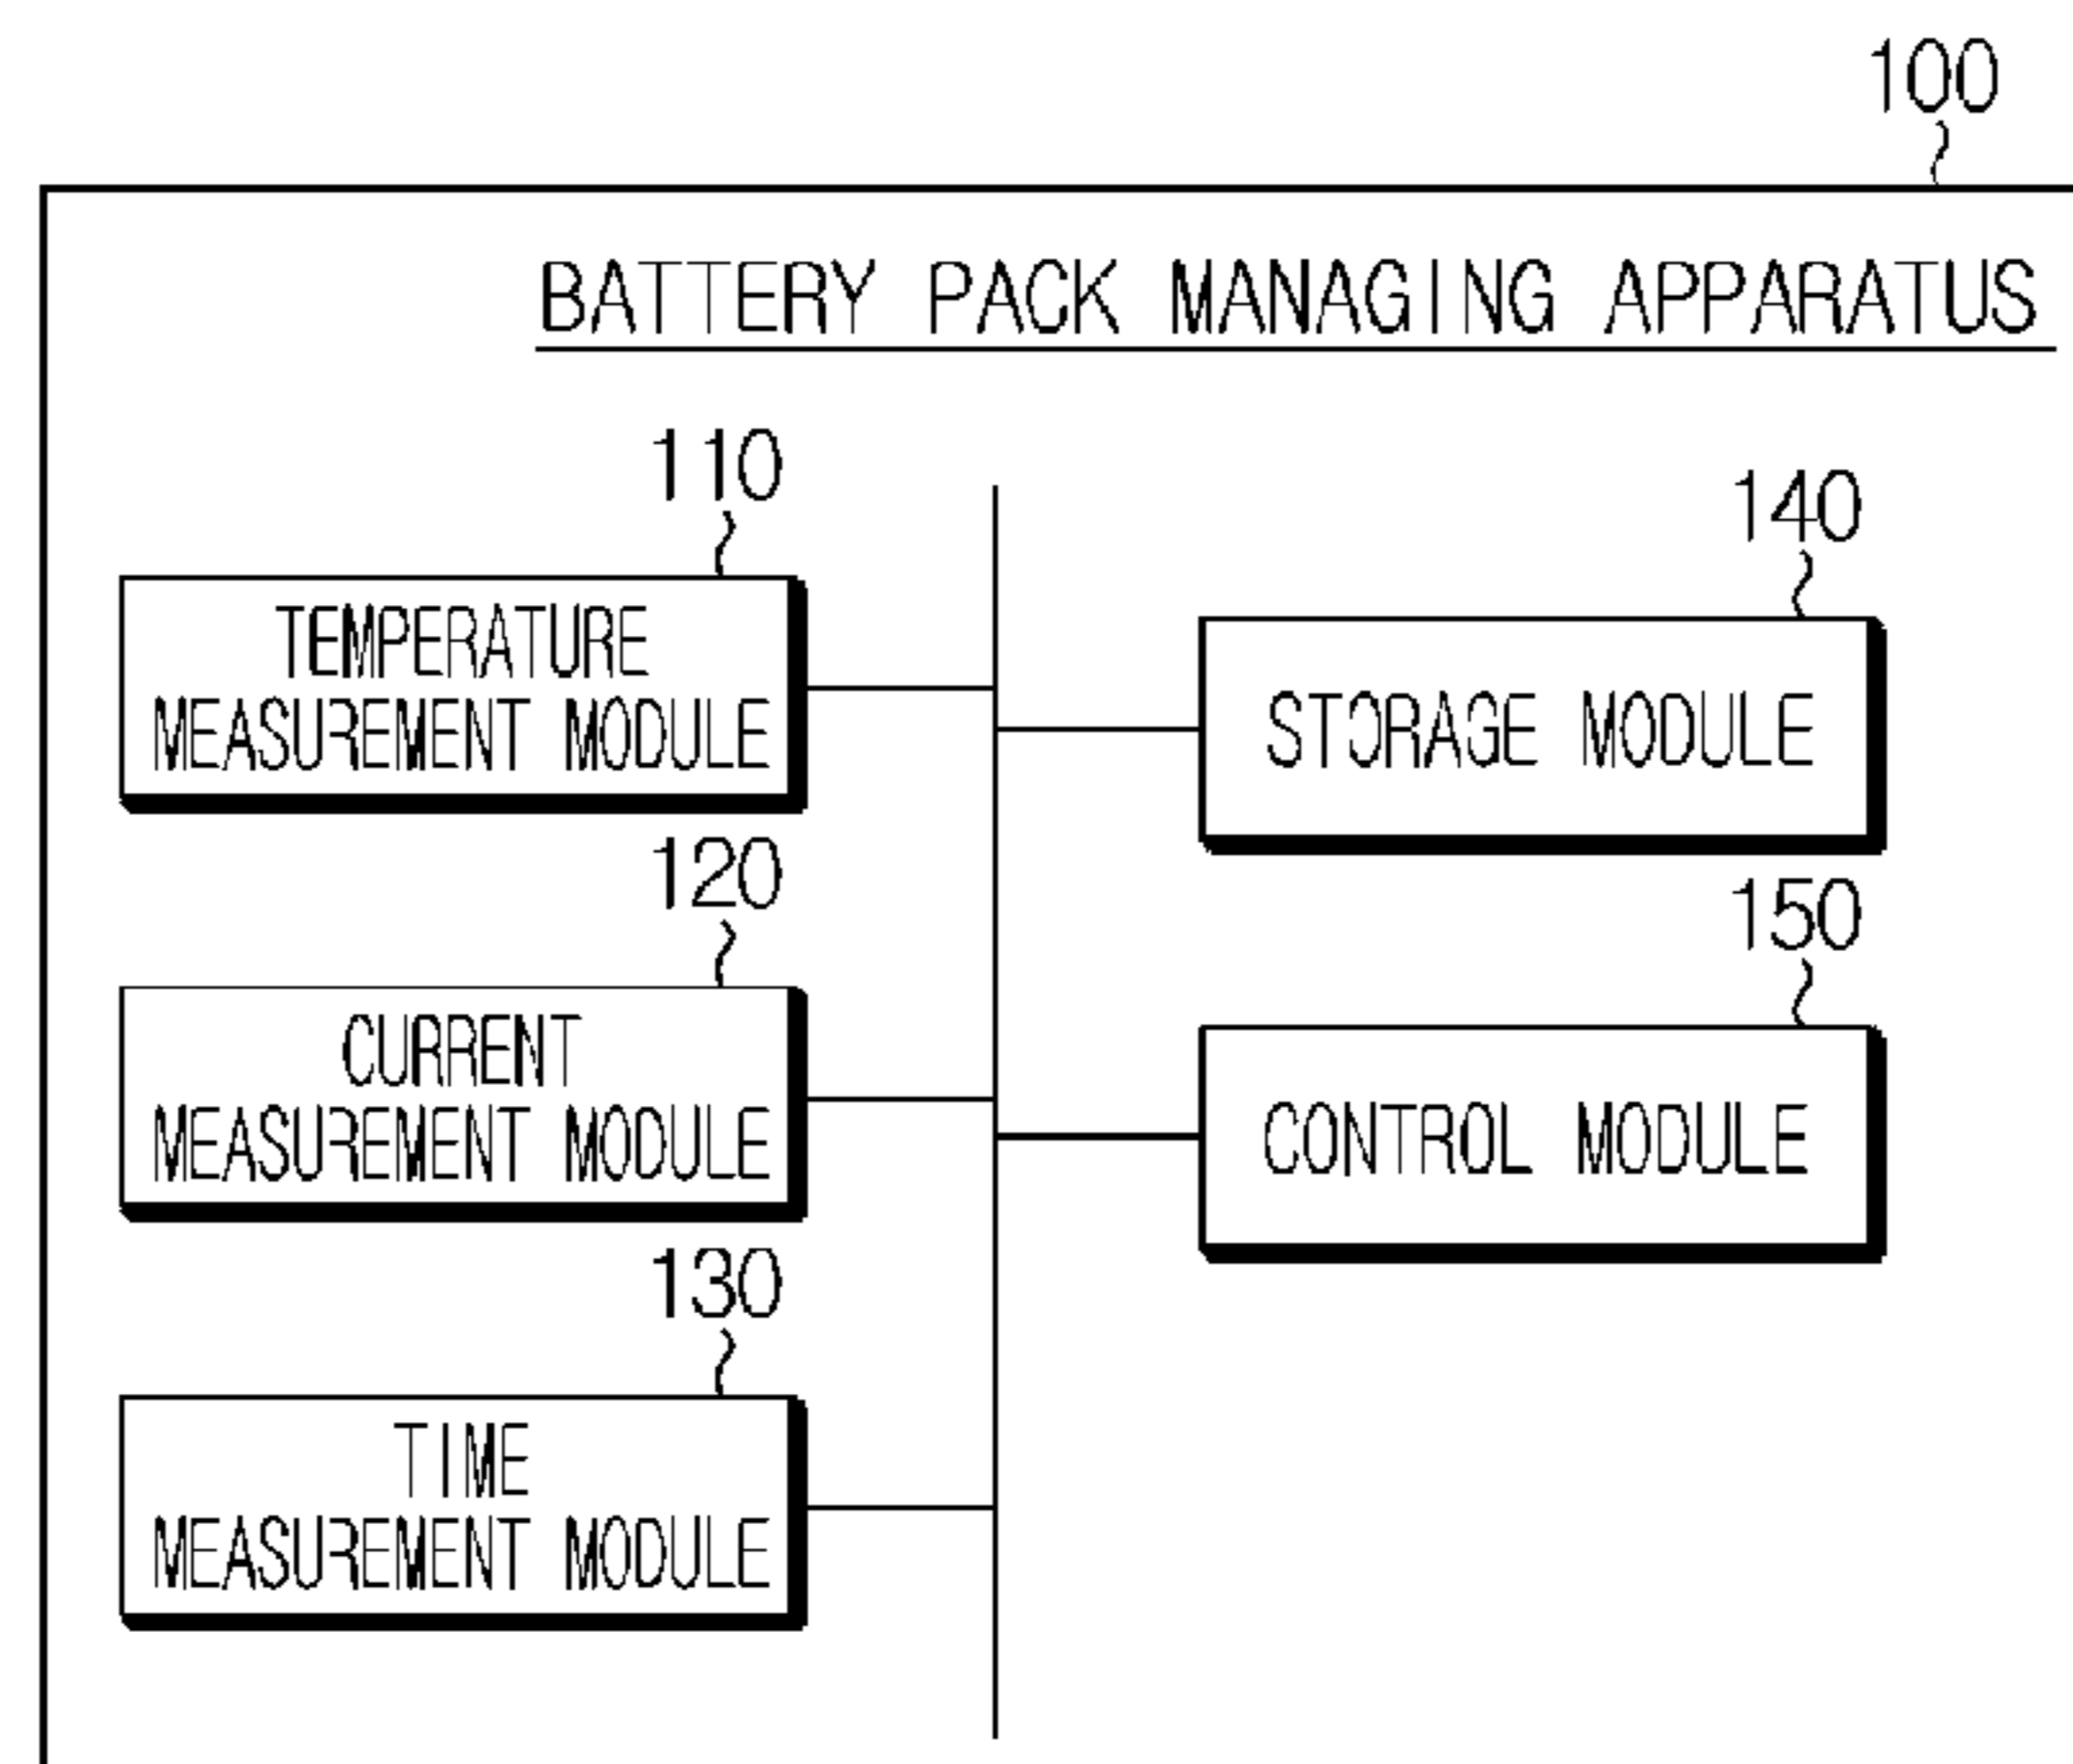 100
BATTERY PACK MANAGING APPARATUS
110
TEMPERATURE
MEASUREMENT MODULE
120
CURRENT
MEASUREMENT MODULE
130
TIME
MEASUREMENT MODULE
140
STORAGE MODULE
150
CONTROL MODULE